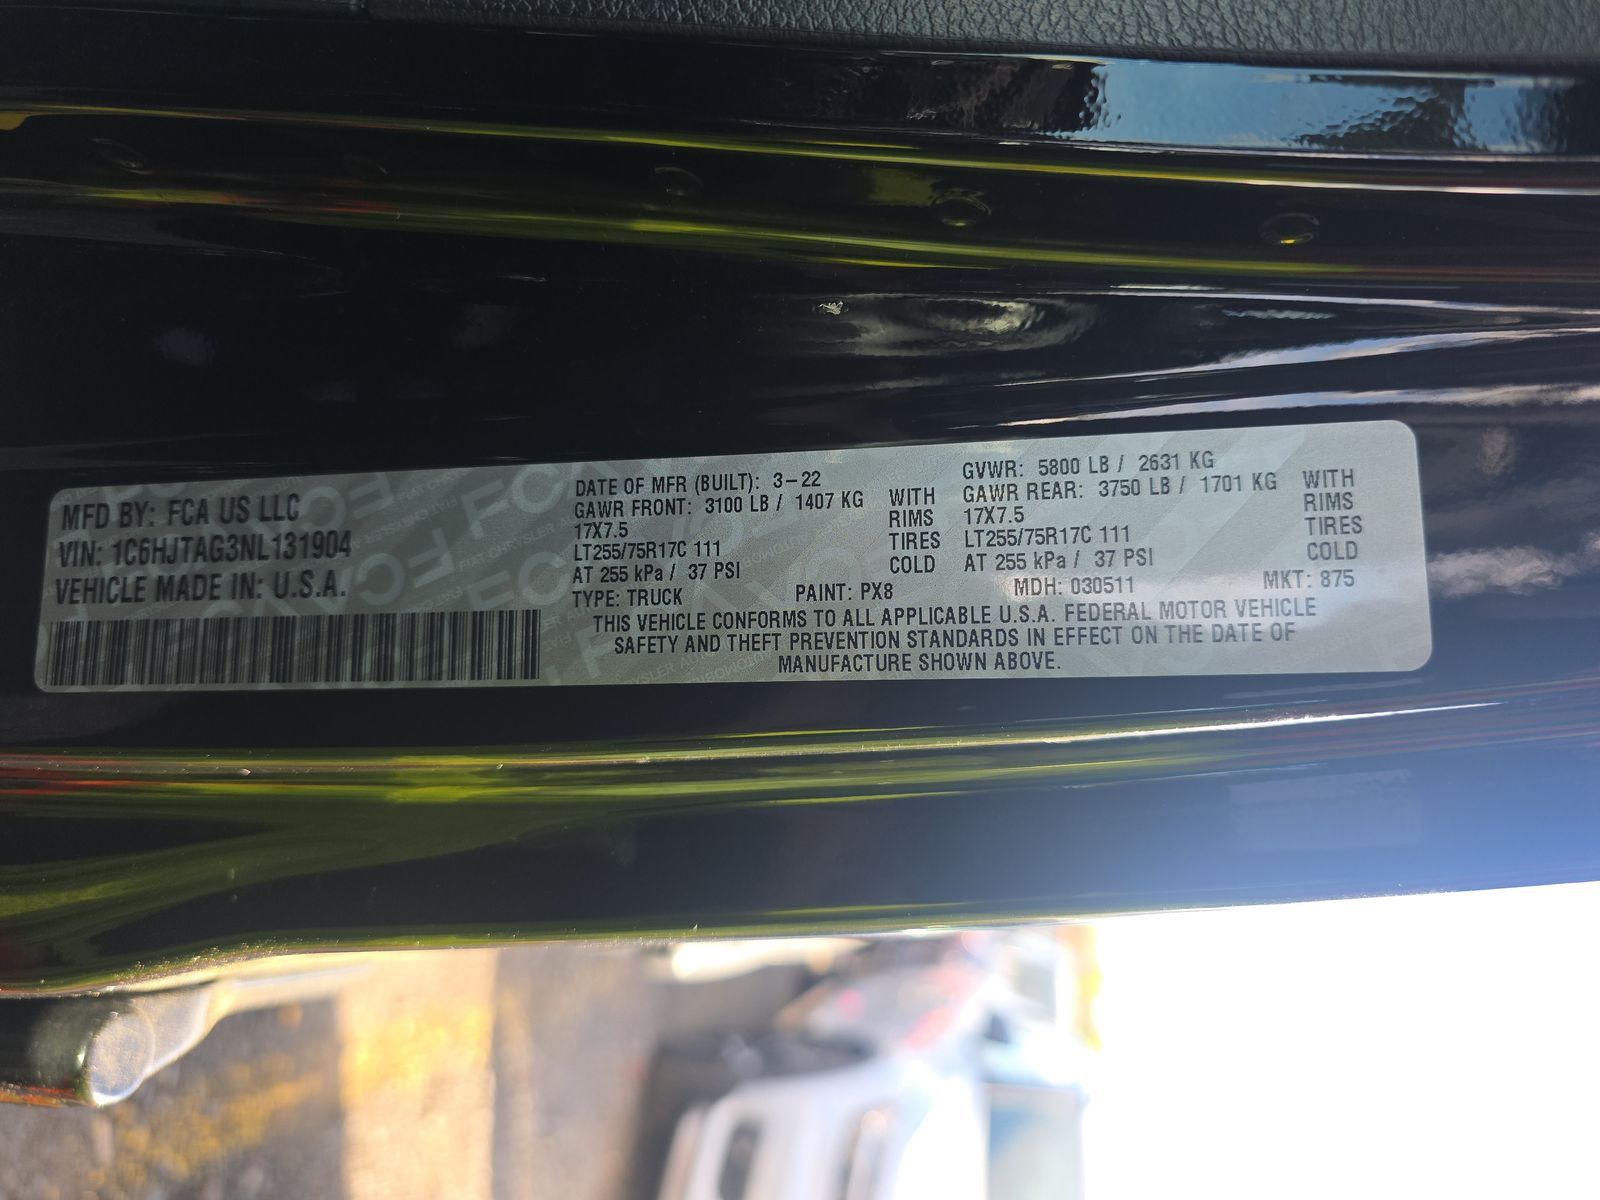 MFD BY: FCA US LLC
VIN: 1C6HJTAG3NL131904
VEHICLE MADE IN: U.S.A.
DATE OF MFR (BUILT): 3-22
GAWR FRONT: 3100 LB / 1407 KG WITH
17X7.5 RIMS
LT255/75R17C 111 TIRES
AT 255 kPa / 37 PSI COLD
GVWR: 5800 LB / 2631 KG
GAWR REAR: 3750 LB / 1701 KG WITH
17X7.5 RIMS
LT255/75R17C 111 TIRES
AT 255 kPa / 37 PSI COLD
TYPE: TRUCK PAINT: PX8 MDH: 030511 MKT: 875
THIS VEHICLE CONFORMS TO ALL APPLICABLE U.S.A. FEDERAL MOTOR VEHICLE
SAFETY AND THEFT PREVENTION STANDARDS IN EFFECT ON THE DATE OF
MANUFACTURE SHOWN ABOVE.